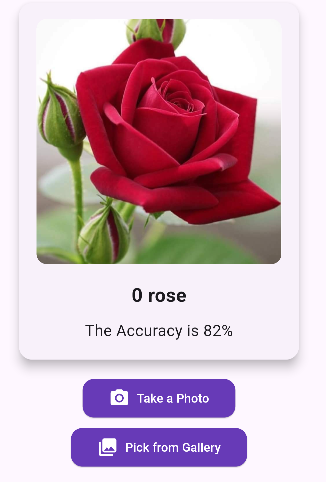 0 rose
The Accuracy is 82%
Take a Photo
Pick from Gallery